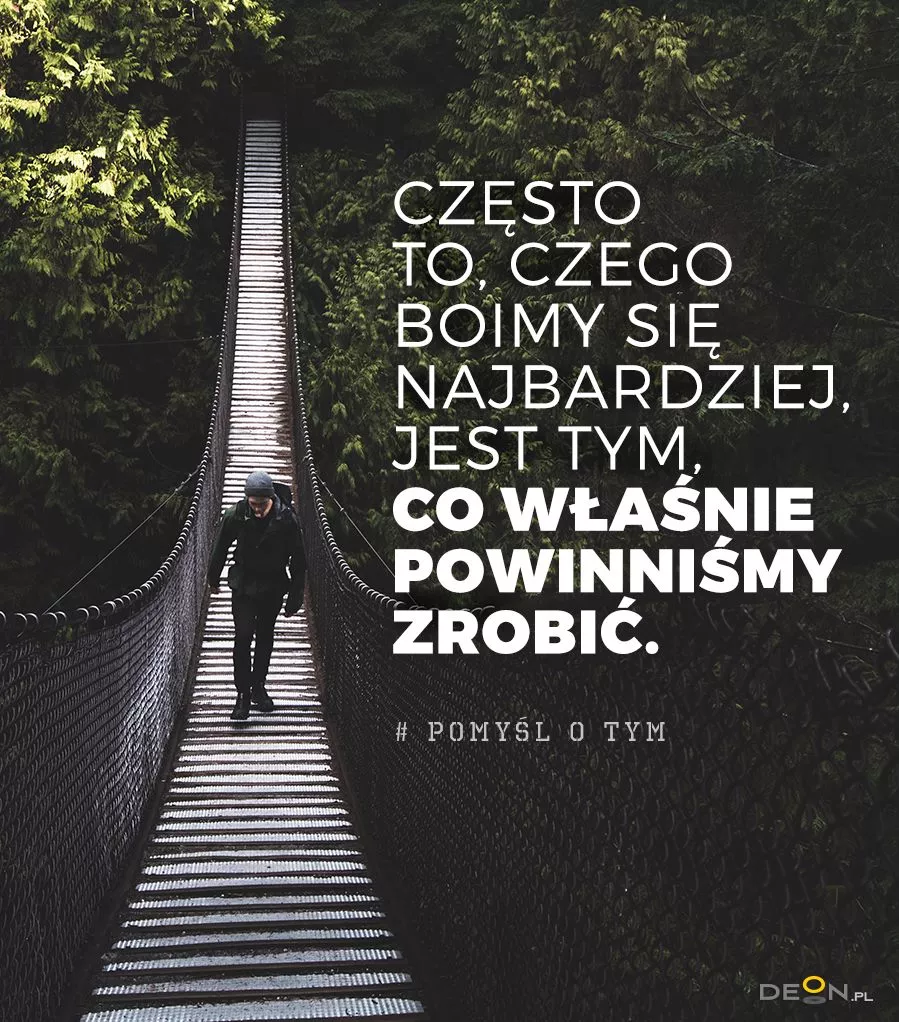 CZĘSTO
TO, CZEGO
BOIMY SIĘ
NAJBARDZIEJ,
JEST TYM,
CO WŁAŚNIE
POWINNIŚMY
ZROBIĆ.
# POMYŚL O TYM
DEON.PL